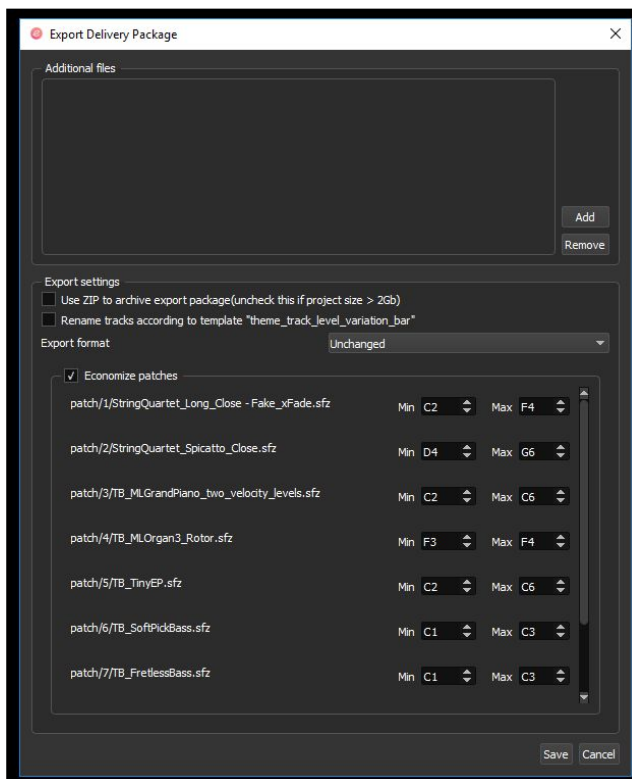 Export Delivery Package
Additional files
Add
Remove
Export settings
Use ZIP to archive export package(uncheck this if project size > 2Gb)
Rename tracks according to template "theme_track_level_variation_bar"
Export format Unchanged
Economize patches
patch/1/StringQuartet_Long_Close - Fake_xFade.sfz Min C2 Max F4
patch/2/StringQuartet_Spicatto_Close.sfz Min D4 Max G6
patch/3/TB_MLGrandPiano_two_velocity_levels.sfz Min C2 Max C6
patch/4/TB_MLOrgan3_Rotor.sfz Min F3 Max F4
patch/5/TB_TinyEP.sfz Min C2 Max C6
patch/6/TB_SoftPickBass.sfz Min C1 Max C3
patch/7/TB_FretlessBass.sfz Min C1 Max C3
Save Cancel